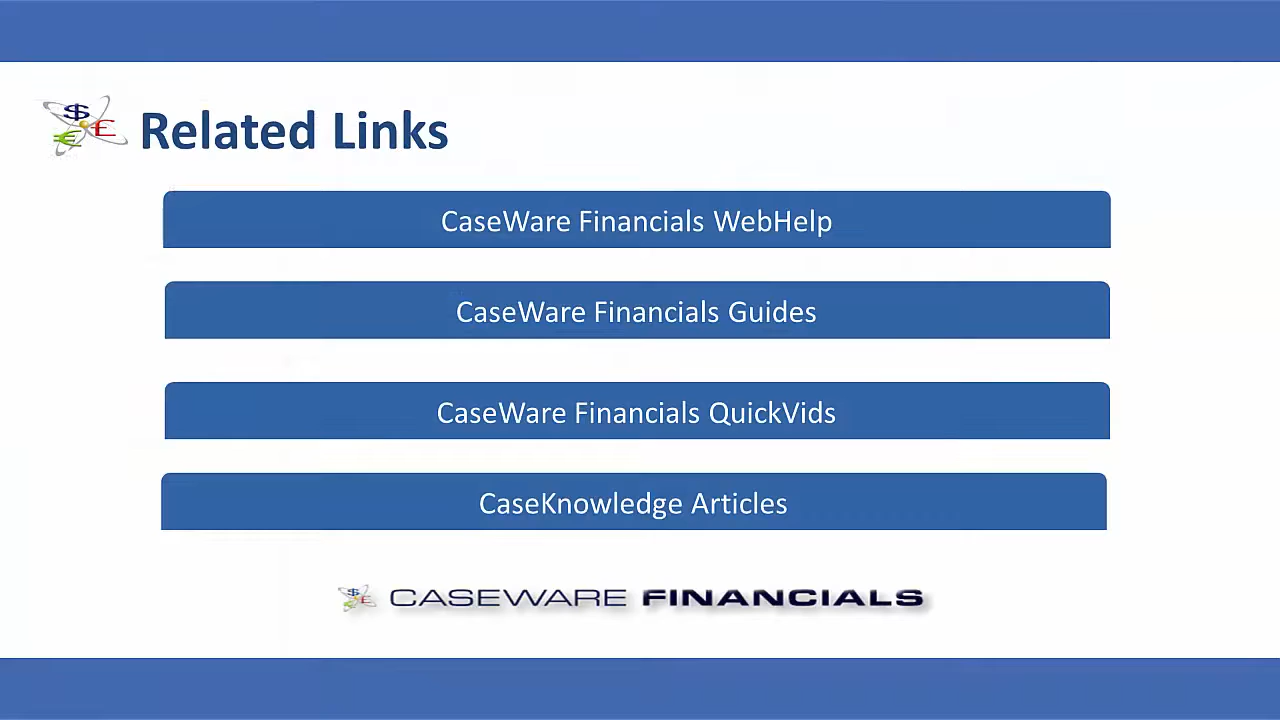 $
£
€
Related Links
CaseWare Financials WebHelp
CaseWare Financials Guides
CaseWare Financials QuickVids
CaseKnowledge Articles
$
£
€
CASEWARE FINANCIALS